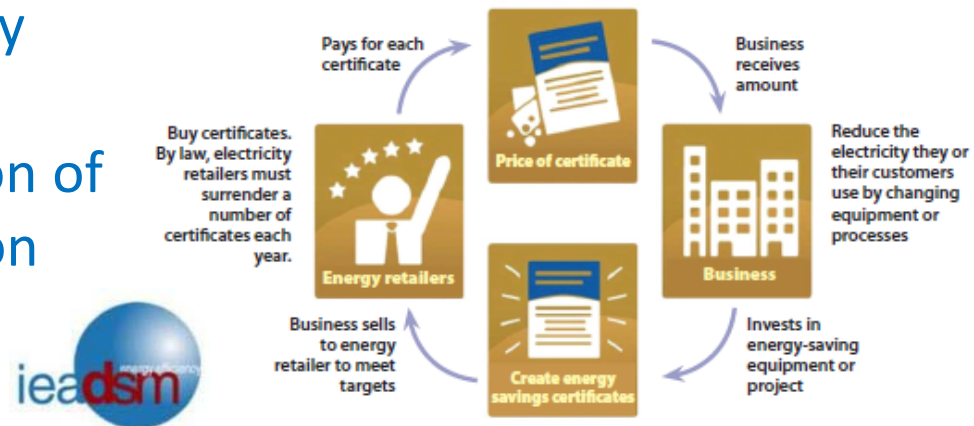 y
on of
on
Pays for each
certificate
Price of certificate
Business
receives
amount
Buy certificates.
By law, electricity
retailers must
surrender a
number of
certificates each
year.
Energy retailers
Business
Reduce the
electricity they or
their customers
use by changing
equipment or
processes
Business sells
to energy
retailer to meet
targets
Create energy
savings certificates
Invests in
energy-saving
equipment or
project
energy efficiency
ieadsm